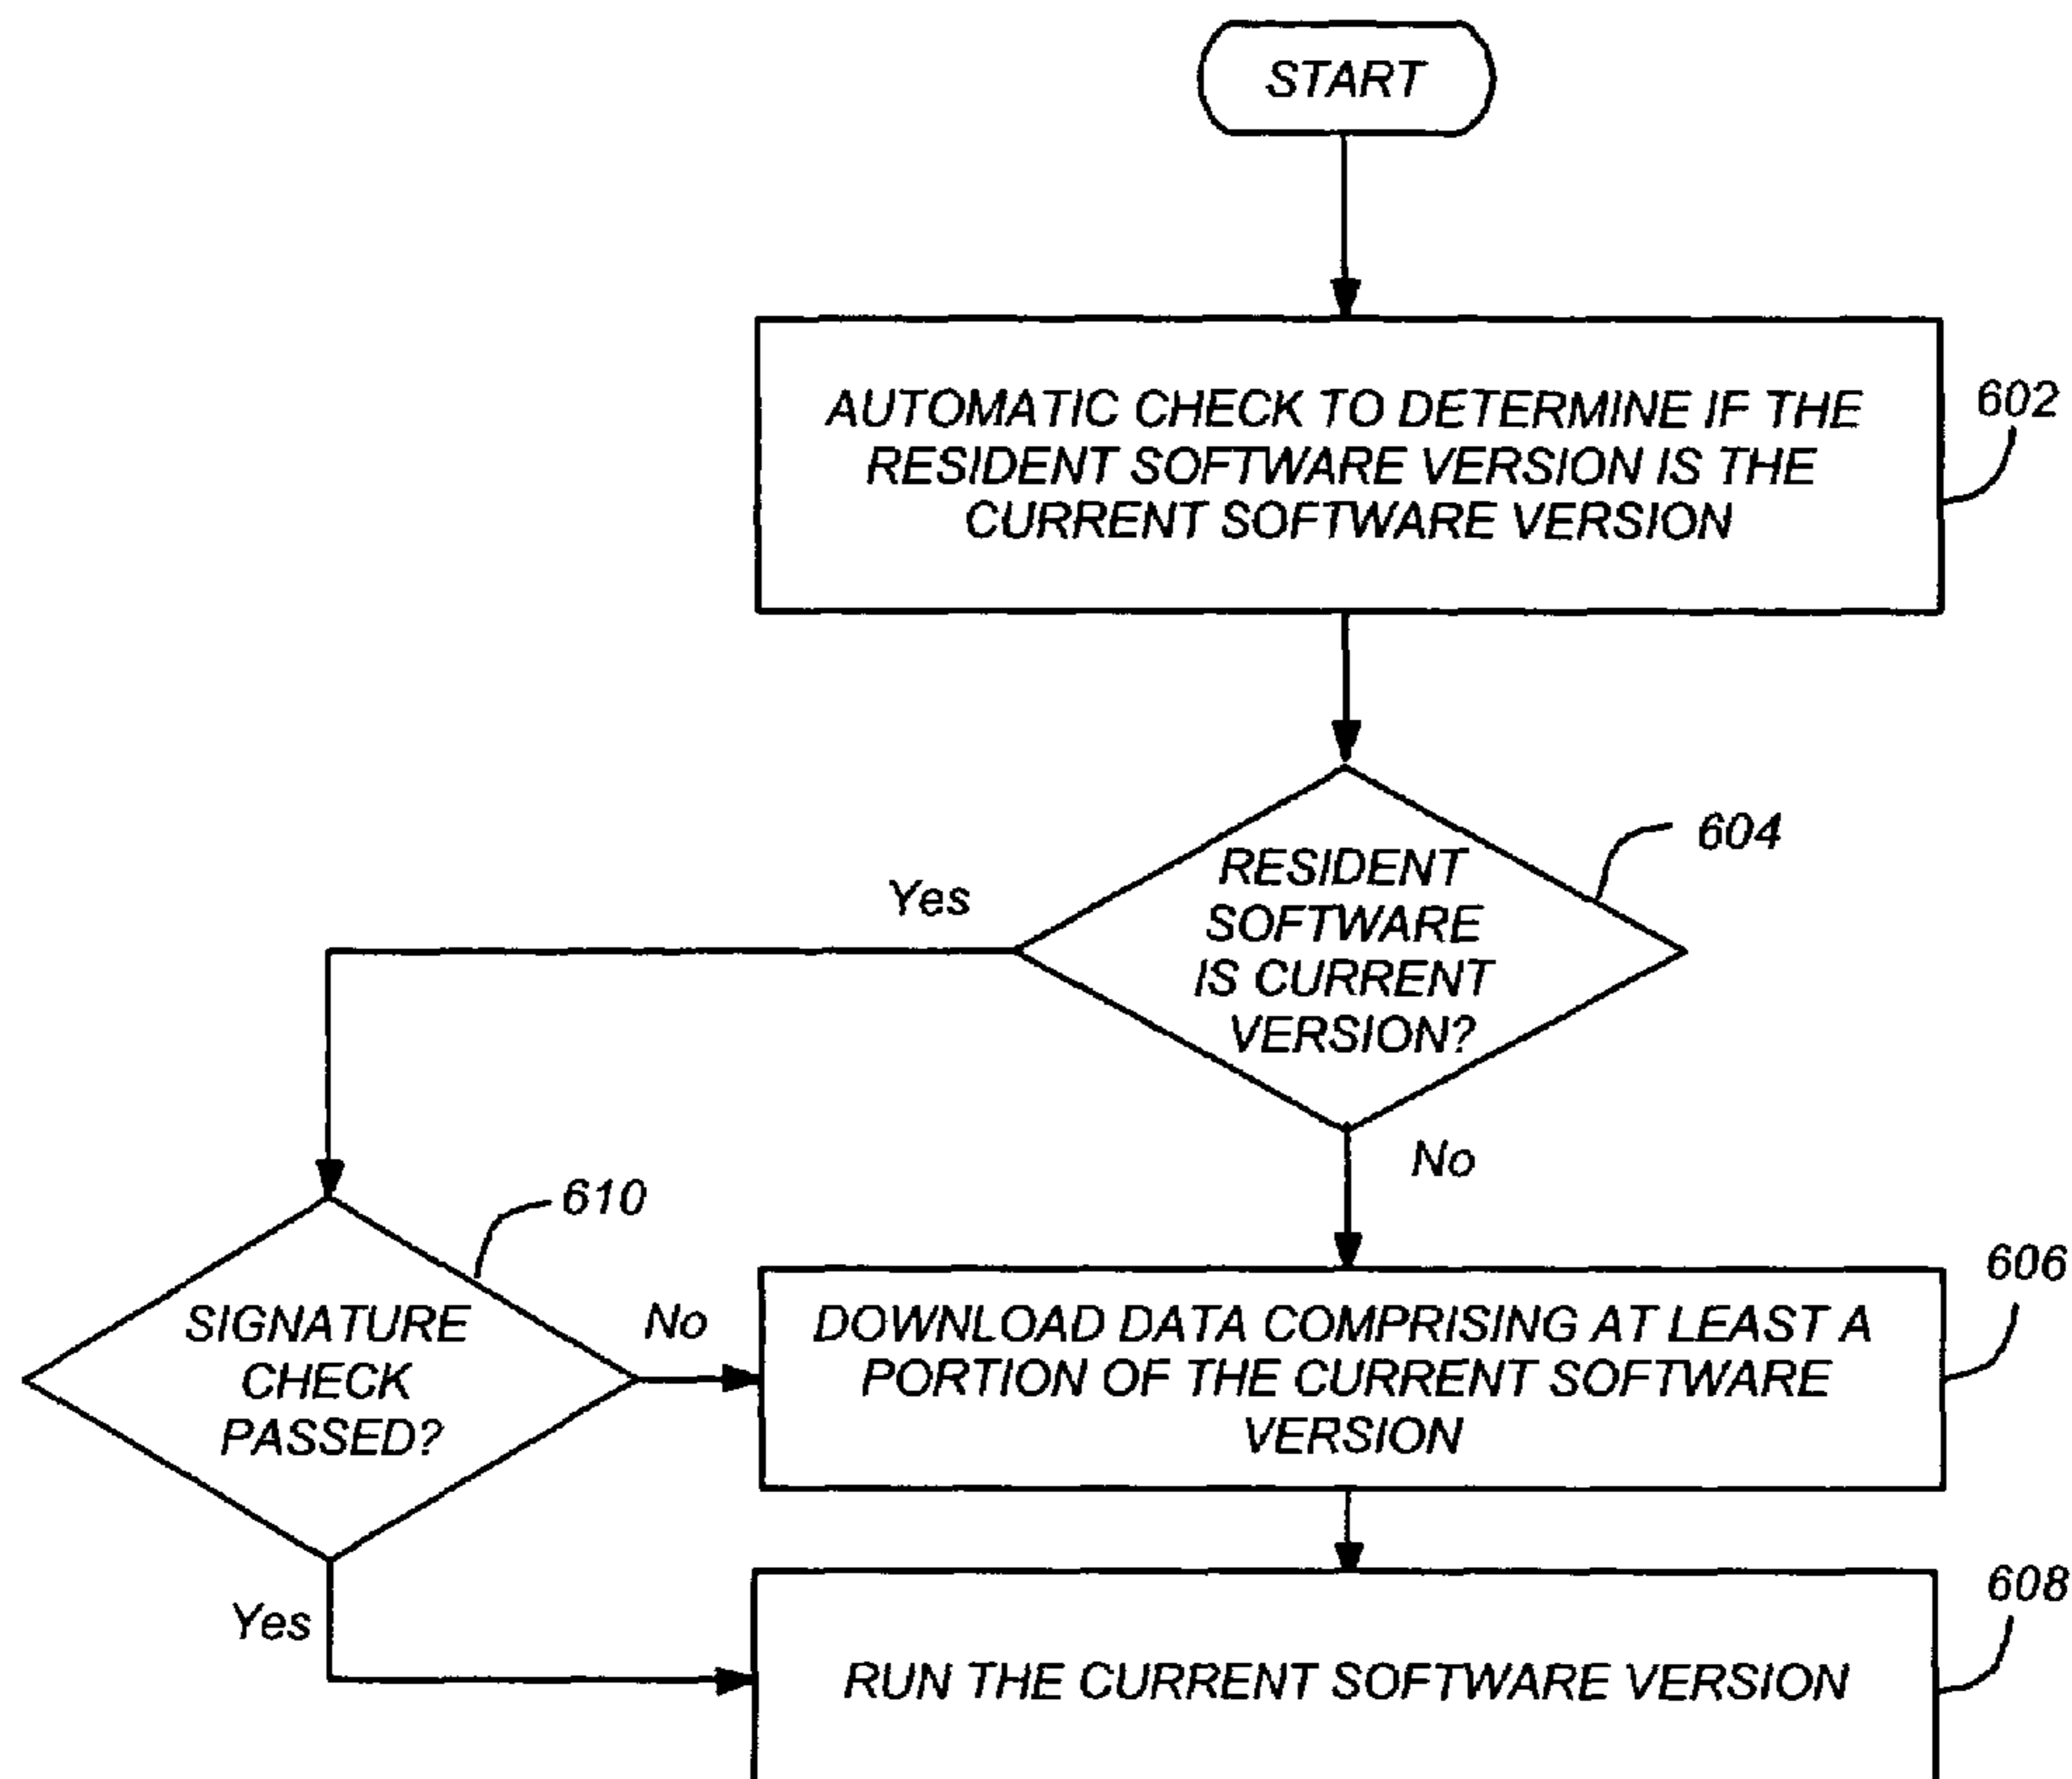 START
AUTOMATIC CHECK TO DETERMINE IF THE
RESIDENT SOFTWARE VERSION IS THE
CURRENT SOFTWARE VERSION
602
RESIDENT
SOFTWARE
IS CURRENT
VERSION?
604
Yes
No
SIGNATURE
CHECK
PASSED?
610
No
Yes
DOWNLOAD DATA COMPRISING AT LEAST A
PORTION OF THE CURRENT SOFTWARE
VERSION
606
RUN THE CURRENT SOFTWARE VERSION
608